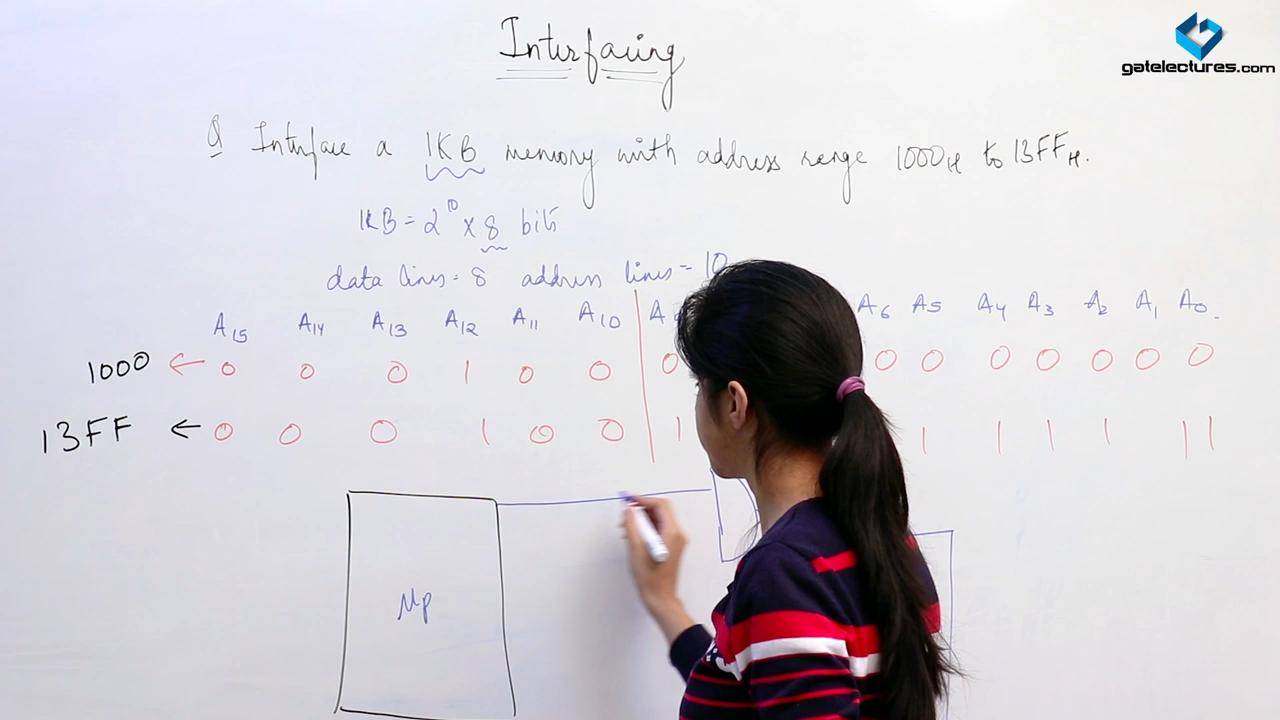 Interfacing
gatelectures.com
Q Interface a 1KB memory with address range 1000H to 13FFH.
1KB = 2^10 x 8 bits
data lines = 8 address lines = 10
A15 A14 A13 A12 A11 A10 A6 A5 A4 A3 A2 A1 A0.
1000 ← 0 0 0 1 0 0 0 0 0 0 0 0 0 0
13FF ← 0 0 0 1 0 0 1 1 1 1 1 1 1
μp